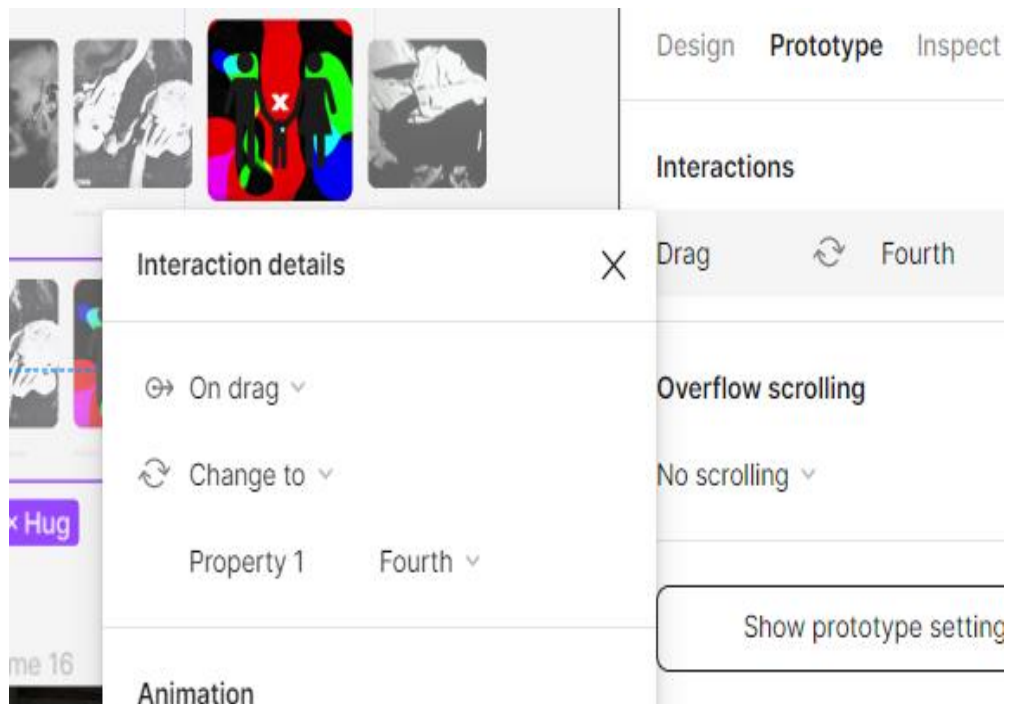 Design Prototype Inspect
Interactions
Drag Fourth
Interaction details
On drag
Overflow scrolling
Change to
No scrolling
Property 1 Fourth
× Hug
Show prototype setting
me 16
Animation